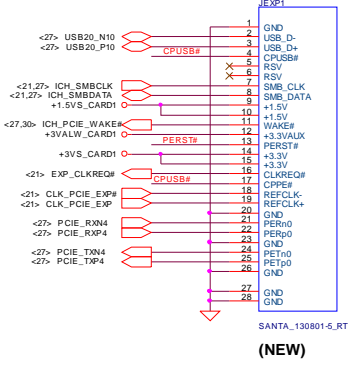 JEXP1
1 GND
<27> USB20_N10 2 USB_D-
<27> USB20_P10 3 USB_D+
CPUSB# 4 CPUSB#
5 RSV
6 RSV
<21,27> ICH_SMBCLK 7 SMB_CLK
<21,27> ICH_SMBDATA 8 SMB_DATA
+1.5VS_CARD1 9 +1.5V
10 +1.5V
<27,30> ICH_PCIE_WAKE# 11 WAKE#
+3VALW_CARD1 12 +3.3VAUX
PERST# 13 PERST#
+3VS_CARD1 14 +3.3V
15 +3.3V
<21> EXP_CLKREQ# 16 CLKREQ#
CPUSB# 17 CPPE#
<21> CLK_PCIE_EXP# 18 REFCLK-
<21> CLK_PCIE_EXP 19 REFCLK+
20 GND
<27> PCIE_RXN4 21 PERn0
<27> PCIE_RXP4 22 PERp0
23 GND
<27> PCIE_TXN4 24 PETn0
<27> PCIE_TXP4 25 PETp0
26 GND
27 GND
28 GND
SANTA_130801-5_RT
(NEW)